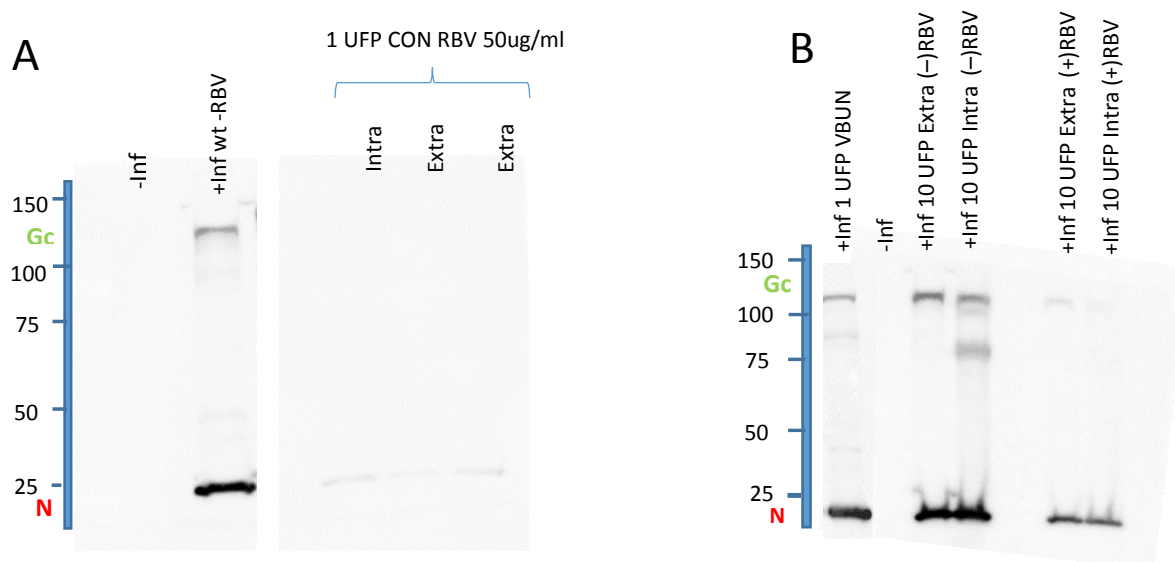 A
1 UFP CON RBV 50ug/ml
-Inf
+Inf wt -RBV
Intra
Extra
Extra
150
Gc
100
75
50
25
N
B
+Inf 1 UFP VBUN
-Inf
+Inf 10 UFP Extra (–)RBV
+Inf 10 UFP Intra (–)RBV
+Inf 10 UFP Extra (+)RBV
+Inf 10 UFP Intra (+)RBV
150
Gc
100
75
50
25
N